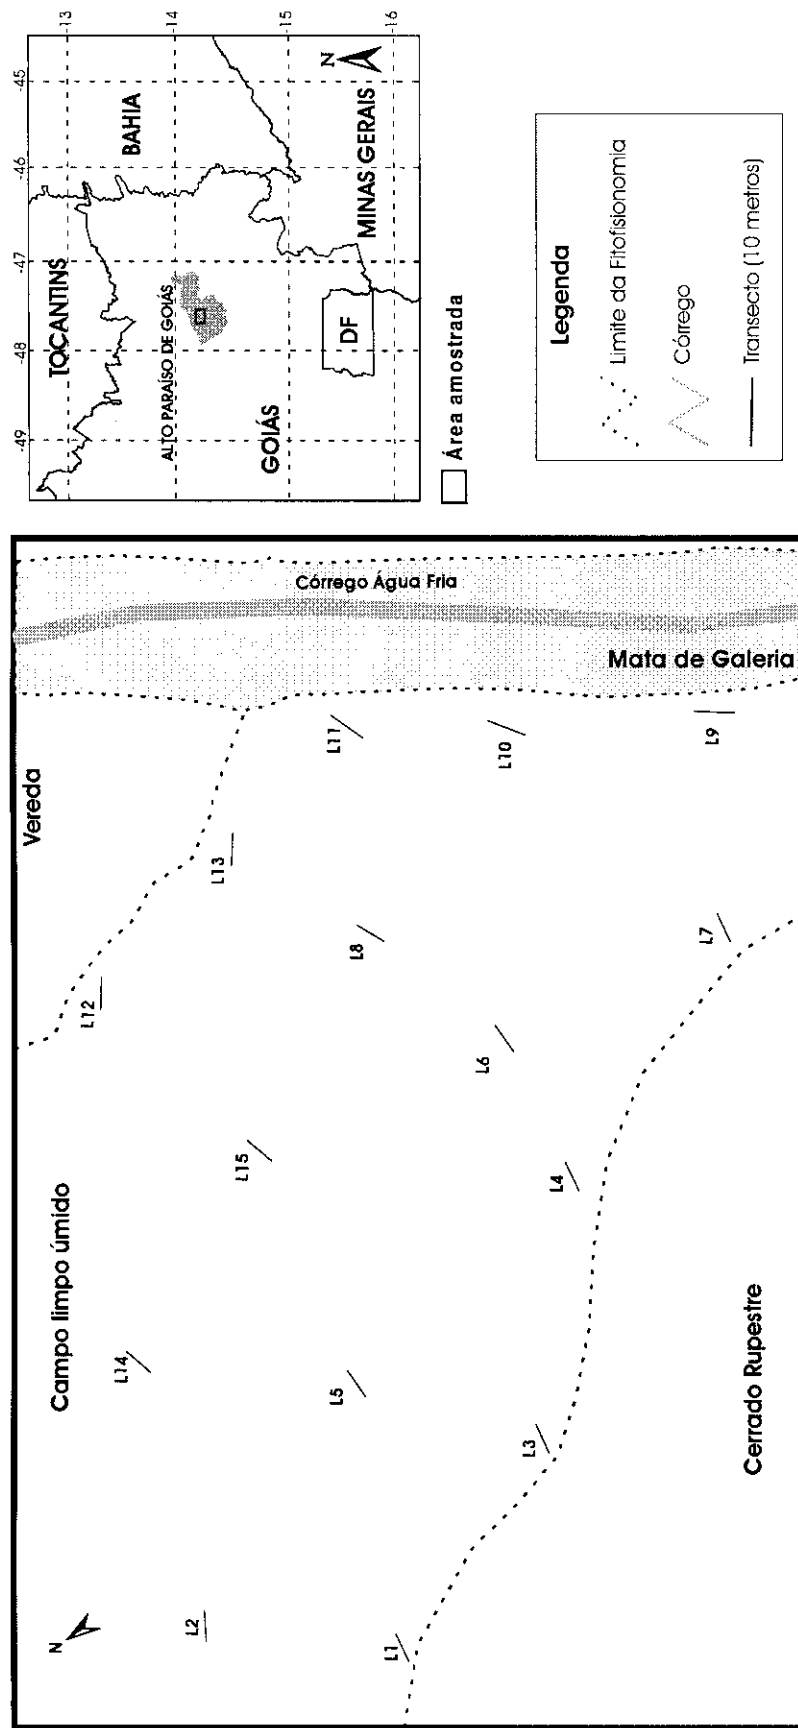 N
Campo limpo úmido
Vereda
L12
L14
L2
L15
L13
L11
L8
L5
L1
L6
L10
L3
L4
L7
L9
Córrego Água Fria
Mata de Galeria
Cerrado Rupestre
-49
-48
-47
-46
-45
-13
-14
-15
-16
TOCANTINS
BAHIA
ALTO PARAÍSO DE GOIÁS
GOIÁS
DF
MINAS GERAIS
N
Área amostrada
Legenda
Limite da Fitofisionomia
Córrego
Transecto (10 metros)